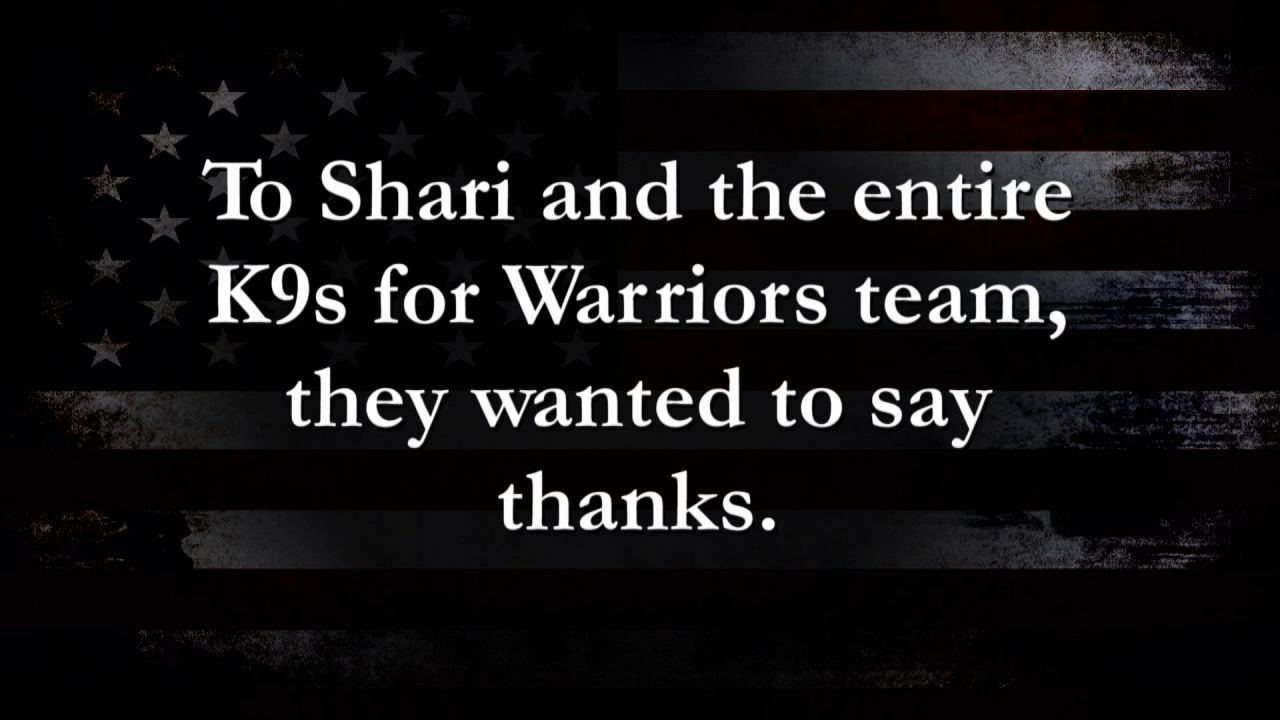 To Shari and the entire
K9s for Warriors team,
they wanted to say
thanks.